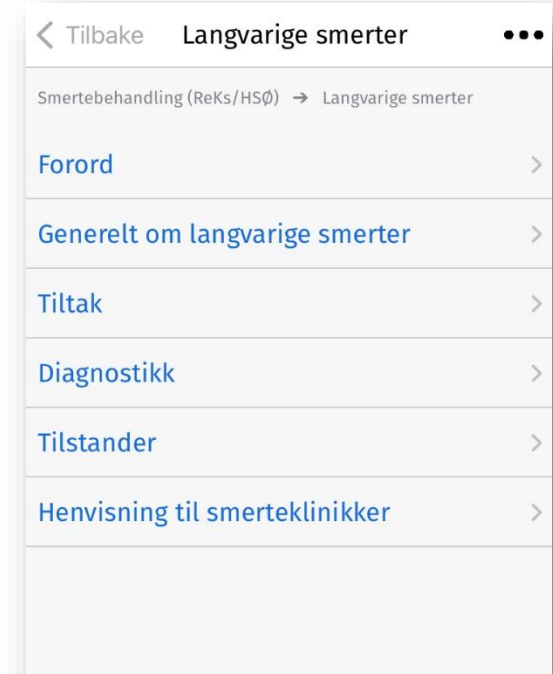 Tilbake Langvarige smerter •••
Smertebehandling (ReKs/HSØ) → Langvarige smerter
Forord
Generelt om langvarige smerter
Tiltak
Diagnostikk
Tilstander
Henvisning til smerteklinikker